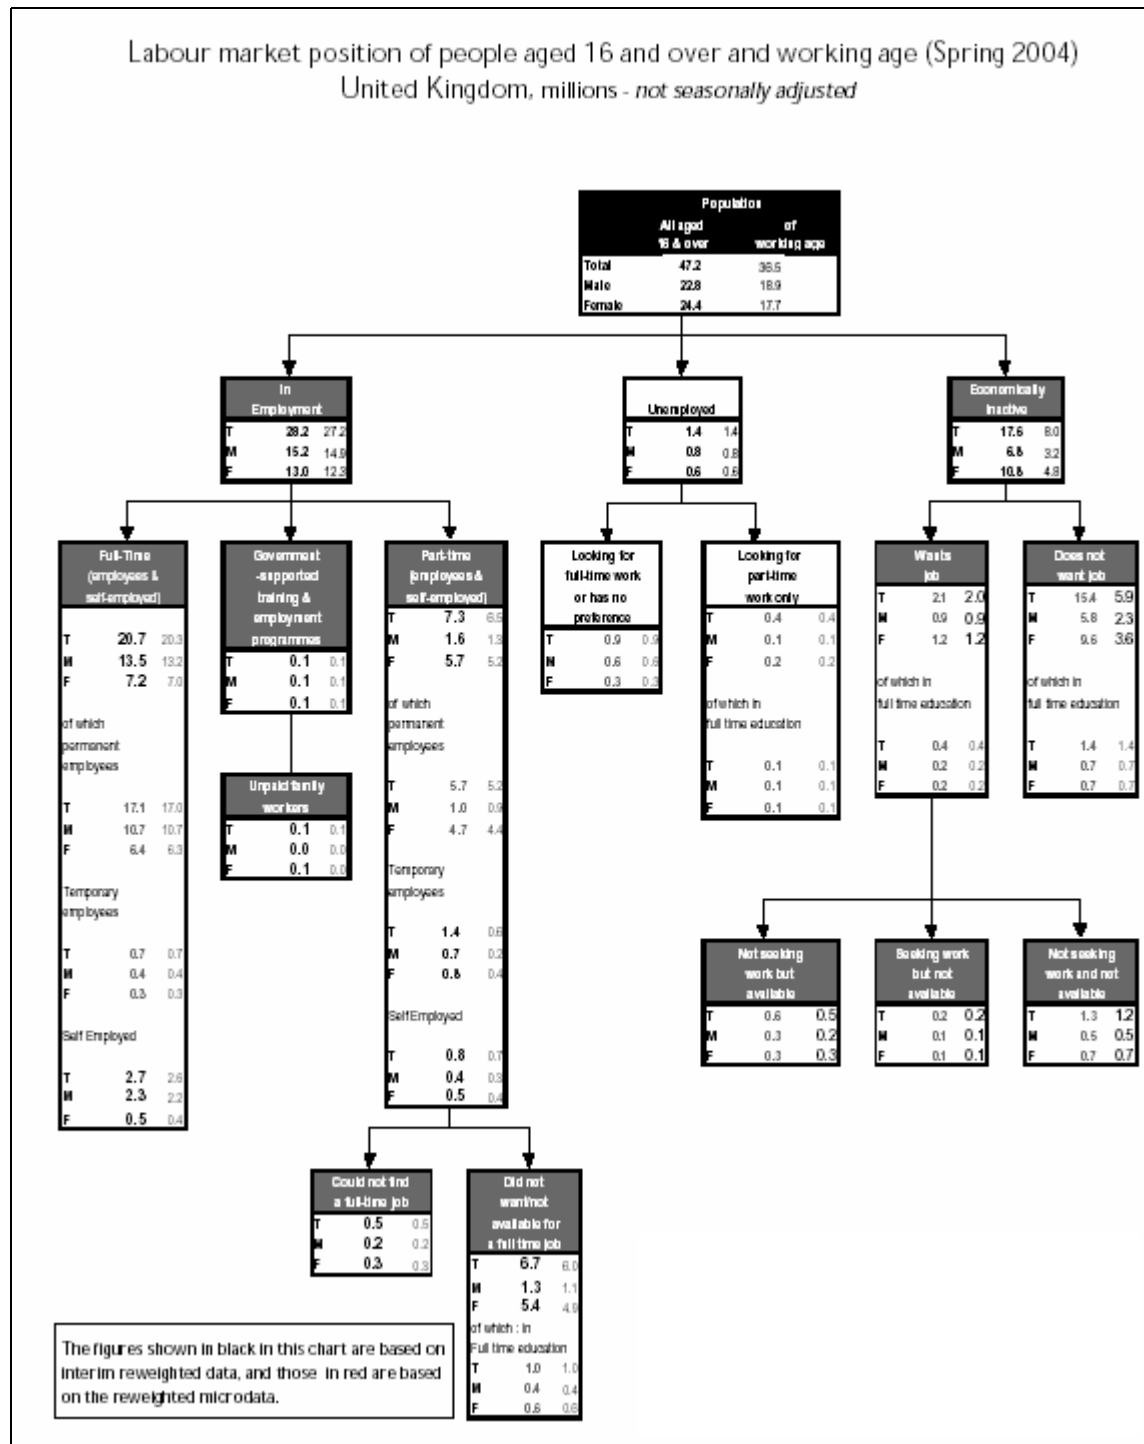 Labour market position of people aged 16 and over and working age (Spring 2004)
United Kingdom, millions - not seasonally adjusted
Population
All aged 16 & over
of working age
Total 47.2 36.5
Male 22.8 18.9
Female 24.4 17.7
In
Employment
T 28.2 27.2
M 15.2 14.9
F 13.0 12.3
Unemployed
T 1.4 1.4
M 0.8 0.8
F 0.6 0.6
Economically
Inactive
T 17.6 8.0
M 6.8 3.2
F 10.8 4.8
Full-Time
(employees &
self-employed)
T 20.7 20.3
M 13.5 13.2
F 7.2 7.0
of which
permanent
employees
T 17.1 17.0
M 10.7 10.7
F 6.4 6.3
Temporary
employees
T 0.7 0.7
M 0.4 0.4
F 0.3 0.3
Self Employed
T 2.7 2.6
M 2.3 2.2
F 0.5 0.4
Government
-supported
training &
employment
programmes
T 0.1 0.1
M 0.1 0.1
F 0.1 0.1
Unpaid family
workers
T 0.1 0.1
M 0.0 0.0
F 0.1 0.0
Part-time
(employees &
self-employed)
T 7.3 6.5
M 1.6 1.3
F 5.7 5.2
of which
permanent
employees
T 5.7 5.2
M 1.0 0.9
F 4.7 4.4
Temporary
employees
T 1.4 0.6
M 0.7 0.2
F 0.8 0.4
Self Employed
T 0.8 0.7
M 0.4 0.3
F 0.5 0.4
Looking for
full-time work
or has no
preference
T 0.9 0.9
M 0.6 0.6
F 0.3 0.3
Looking for
part-time
work only
T 0.4 0.4
M 0.1 0.1
F 0.2 0.2
of which in
full time education
T 0.1 0.1
M 0.1 0.1
F 0.1 0.1
Wants
job
T 2.1 2.0
M 0.9 0.9
F 1.2 1.2
of which in
full time education
T 0.4 0.4
M 0.2 0.2
F 0.2 0.2
Does not
want job
T 15.4 5.9
M 5.8 2.3
F 9.6 3.6
of which in
full time education
T 1.4 1.4
M 0.7 0.7
F 0.7 0.7
Not seeking
work but
available
T 0.6 0.5
M 0.3 0.2
F 0.3 0.3
Seeking work
but not
available
T 0.2 0.2
M 0.1 0.1
F 0.1 0.1
Not seeking
work and not
available
T 1.3 1.2
M 0.5 0.5
F 0.7 0.7
Could not find
a full-time job
T 0.5 0.5
M 0.2 0.2
F 0.3 0.3
Did not
want/not
available for
a full time job
T 6.7 6.0
M 1.3 1.1
F 5.4 4.9
of which : in
Full time education
T 1.0 1.0
M 0.4 0.4
F 0.6 0.6
The figures shown in black in this chart are based on
interim reweighted data, and those in red are based
on the reweighted microdata.